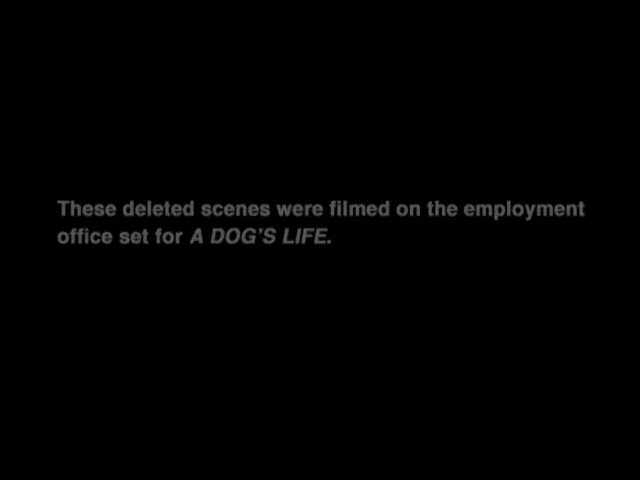 These deleted scenes were filmed on the employment
office set for A DOG'S LIFE.